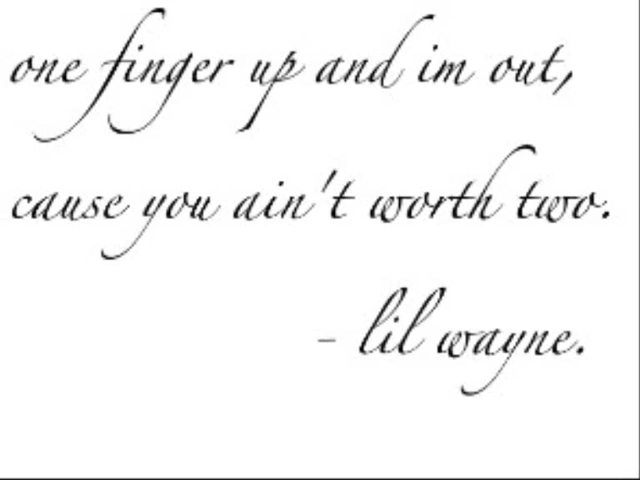 one finger up and im out,
cause you ain't worth two.
- lil wayne.